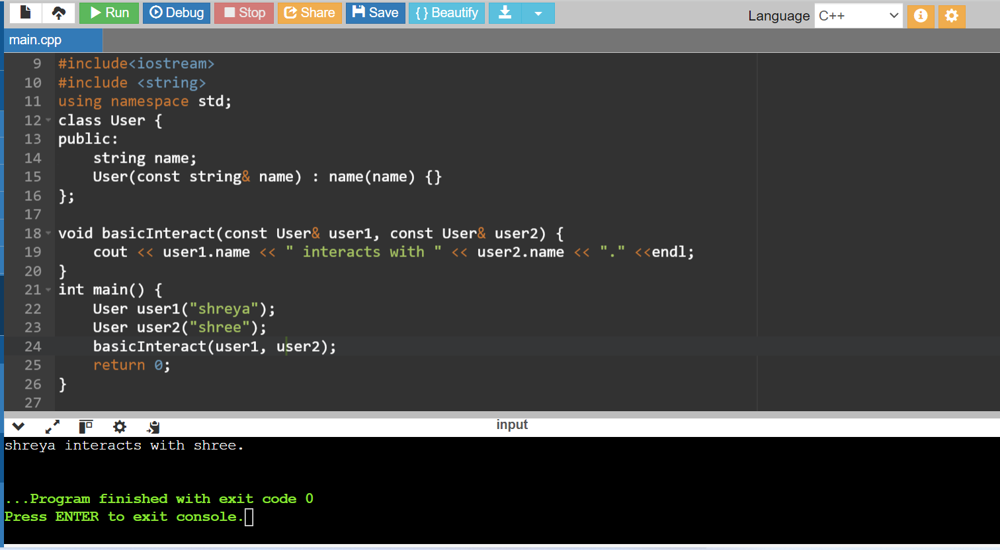 Run Debug Stop Share Save {} Beautify Language C++
main.cpp
9 #include<iostream>
10 #include <string>
11 using namespace std;
12 class User {
13 public:
14     string name;
15     User(const string& name) : name(name) {}
16 };
17
18 void basicInteract(const User& user1, const User& user2) {
19     cout << user1.name << " interacts with " << user2.name << "." <<endl;
20 }
21 int main() {
22     User user1("shreya");
23     User user2("shree");
24     basicInteract(user1, user2);
25     return 0;
26 }
27
input
shreya interacts with shree.
...Program finished with exit code 0
Press ENTER to exit console.